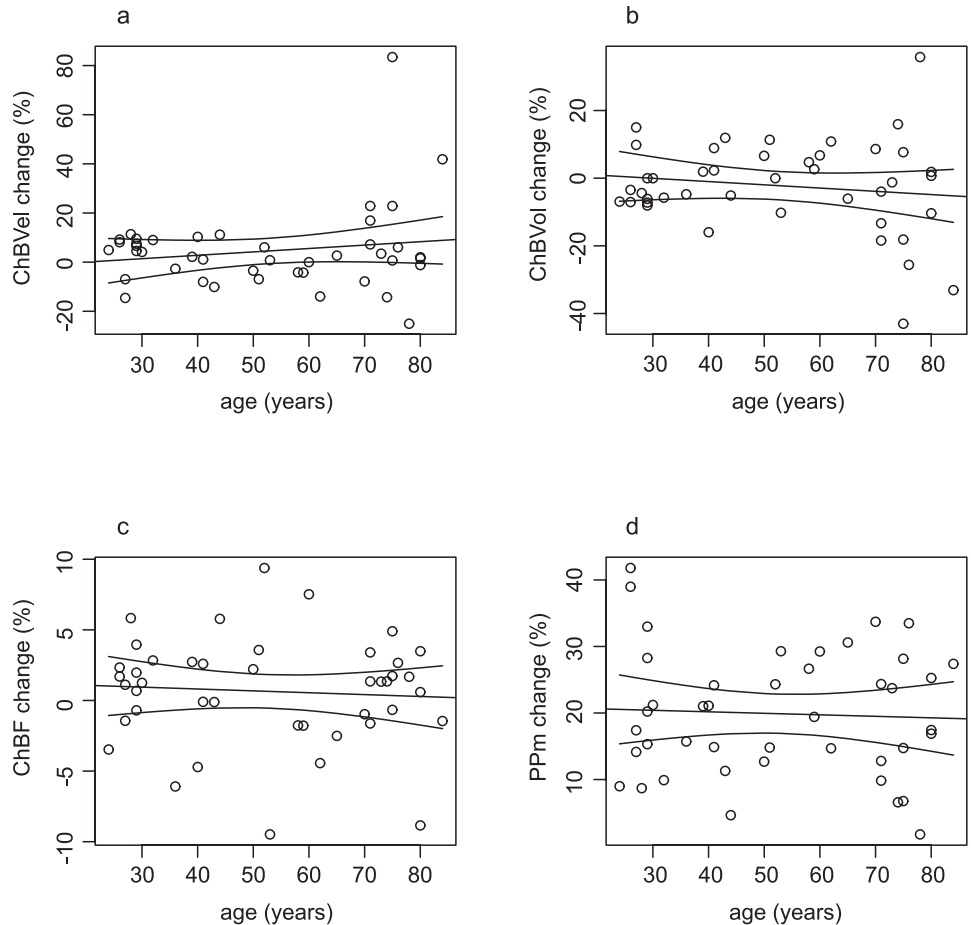 a
ChBVel change (%)
80
60
40
20
0
-20
30 40 50 60 70 80
age (years)
b
ChBVol change (%)
20
0
-20
-40
30 40 50 60 70 80
age (years)
c
ChBF change (%)
10
5
0
-5
-10
30 40 50 60 70 80
age (years)
d
PPm change (%)
40
30
20
10
30 40 50 60 70 80
age (years)